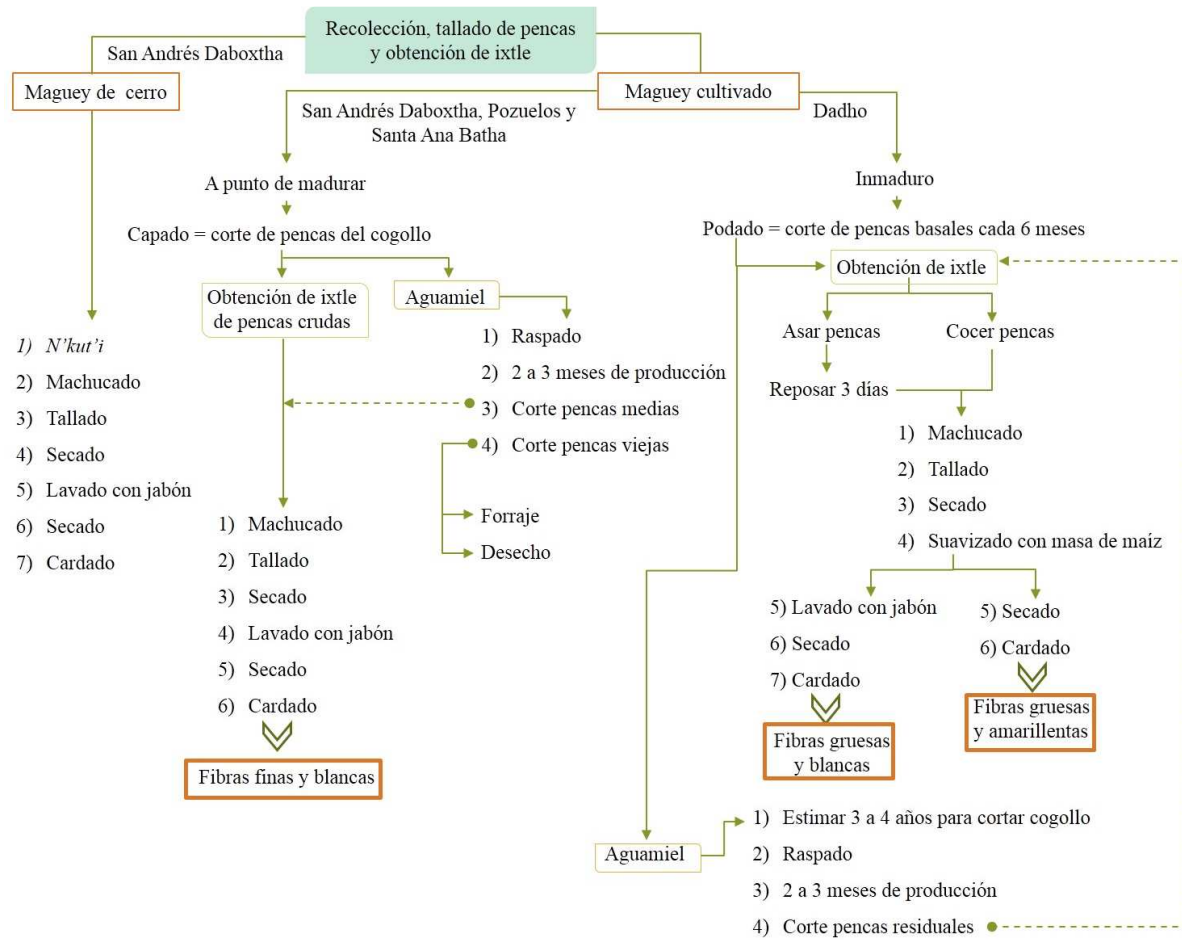 Recolección, tallado de pencas
y obtención de ixtle
San Andrés Daboxtha
Maguey de cerro
1) N'kut'i
2) Machucado
3) Tallado
4) Secado
5) Lavado con jabón
6) Secado
7) Cardado
Maguey cultivado
San Andrés Daboxtha, Pozuelos y
Santa Ana Batha
A punto de madurar
Capado = corte de pencas del cogollo
Obtención de ixtle
de pencas crudas
1) Machucado
2) Tallado
3) Secado
4) Lavado con jabón
5) Secado
6) Cardado
Fibras finas y blancas
Aguamiel
1) Raspado
2) 2 a 3 meses de producción
3) Corte pencas medias
4) Corte pencas viejas
Forraje
Desecho
Dadho
Inmaduro
Podado = corte de pencas basales cada 6 meses
Obtención de ixtle
Asar pencas
Cocer pencas
Reposar 3 días
1) Machucado
2) Tallado
3) Secado
4) Suavizado con masa de maíz
5) Lavado con jabón
6) Secado
7) Cardado
Fibras gruesas
y blancas
5) Secado
6) Cardado
Fibras gruesas
y amarillentas
Aguamiel
1) Estimar 3 a 4 años para cortar cogollo
2) Raspado
3) 2 a 3 meses de producción
4) Corte pencas residuales